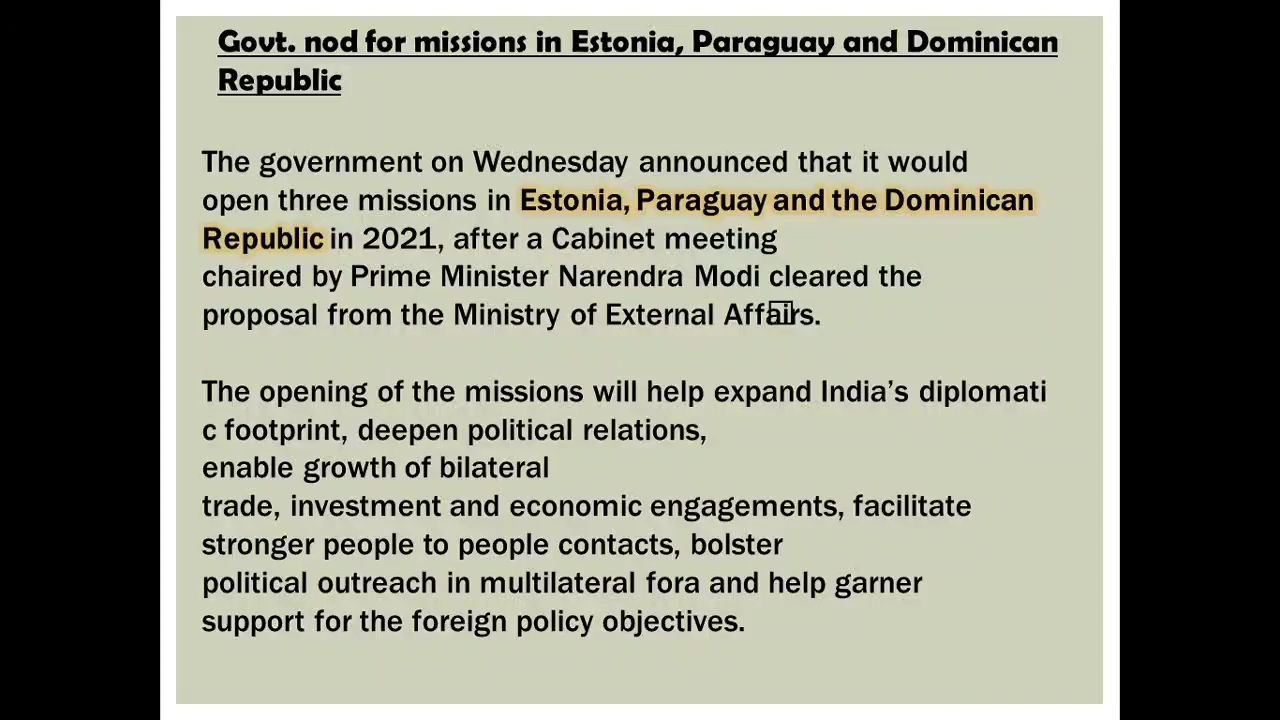 Govt. nod for missions in Estonia, Paraguay and Dominican
Republic
The government on Wednesday announced that it would
open three missions in Estonia, Paraguay and the Dominican
Republic in 2021, after a Cabinet meeting
chaired by Prime Minister Narendra Modi cleared the
proposal from the Ministry of External Affairs.
The opening of the missions will help expand India’s diplomati
c footprint, deepen political relations,
enable growth of bilateral
trade, investment and economic engagements, facilitate
stronger people to people contacts, bolster
political outreach in multilateral fora and help garner
support for the foreign policy objectives.